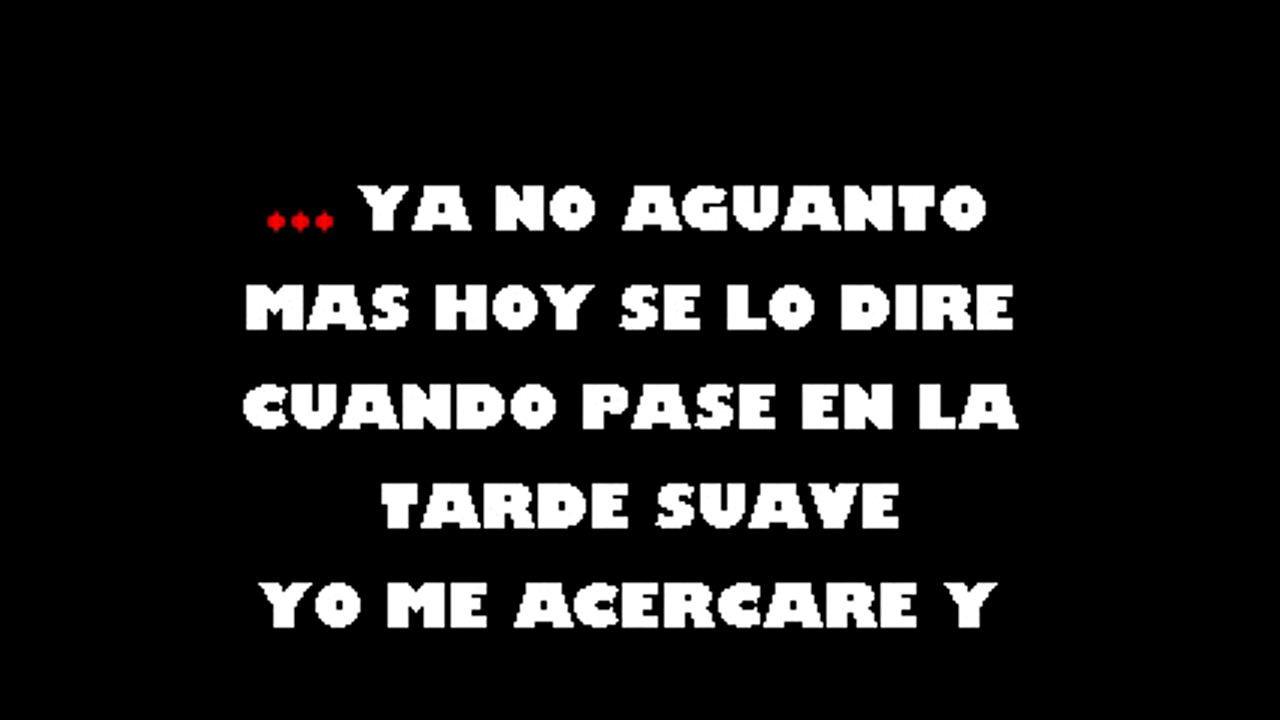 ... YA NO AGUANTO
MAS HOY SE LO DIRE
CUANDO PASE EN LA
TARDE SUAVE
YO ME ACERCARE Y